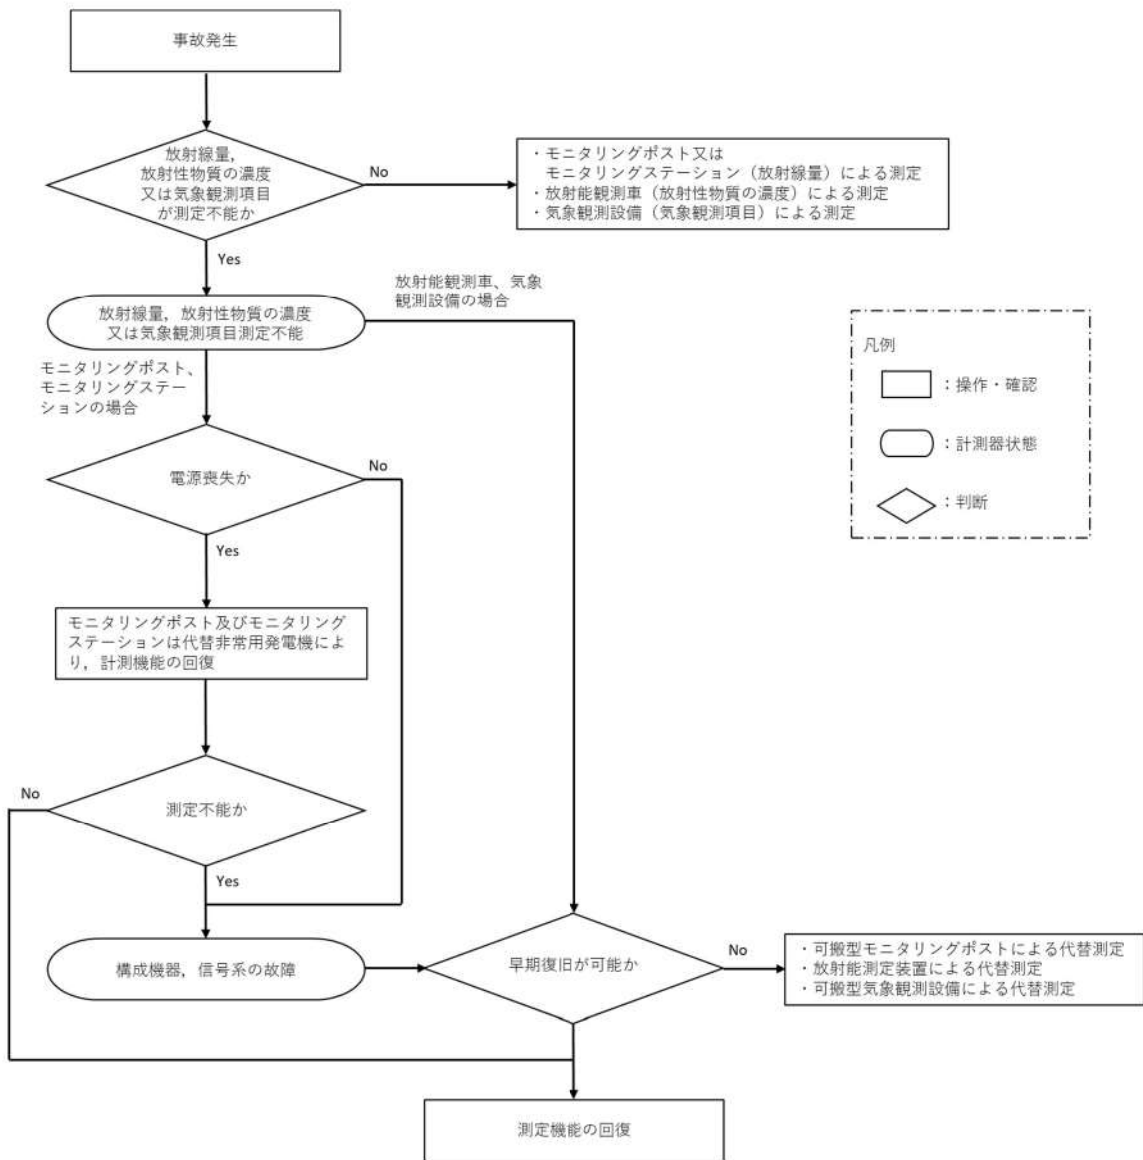 事故発生
放射線量，
放射性物質の濃度
又は気象観測項目
が測定不能か
No
・モニタリングポスト又は
モニタリングステーション（放射線量）による測定
・放射能観測車（放射性物質の濃度）による測定
・気象観測設備（気象観測項目）による測定
Yes
放射線量，放射性物質の濃度
又は気象観測項目測定不能
放射能観測車、気象
観測設備の場合
モニタリングポスト、
モニタリングステー
ションの場合
凡例
：操作・確認
：計測器状態
：判断
電源喪失か
No
Yes
モニタリングポスト及びモニタリング
ステーションは代替非常用発電機によ
り，計測機能の回復
測定不能か
No
Yes
構成機器，信号系の故障
早期復旧が可能か
No
・可搬型モニタリングポストによる代替測定
・放射能測定装置による代替測定
・可搬型気象観測設備による代替測定
測定機能の回復